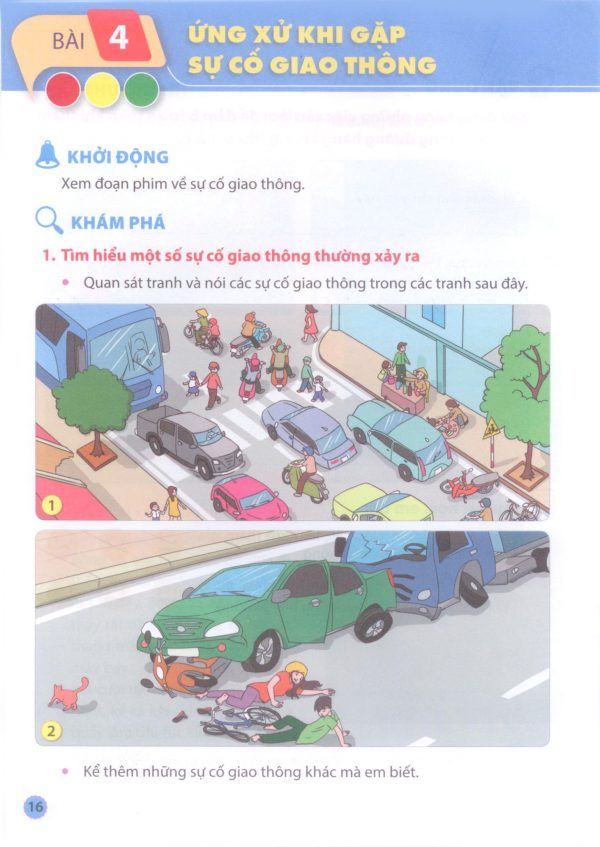 BÀI 4
ỨNG XỬ KHI GẶP
SỰ CỐ GIAO THÔNG
KHỞI ĐỘNG
Xem đoạn phim về sự cố giao thông.
KHÁM PHÁ
1. Tìm hiểu một số sự cố giao thông thường xảy ra
• Quan sát tranh và nói các sự cố giao thông trong các tranh sau đây.
1
2
• Kể thêm những sự cố giao thông khác mà em biết.
16